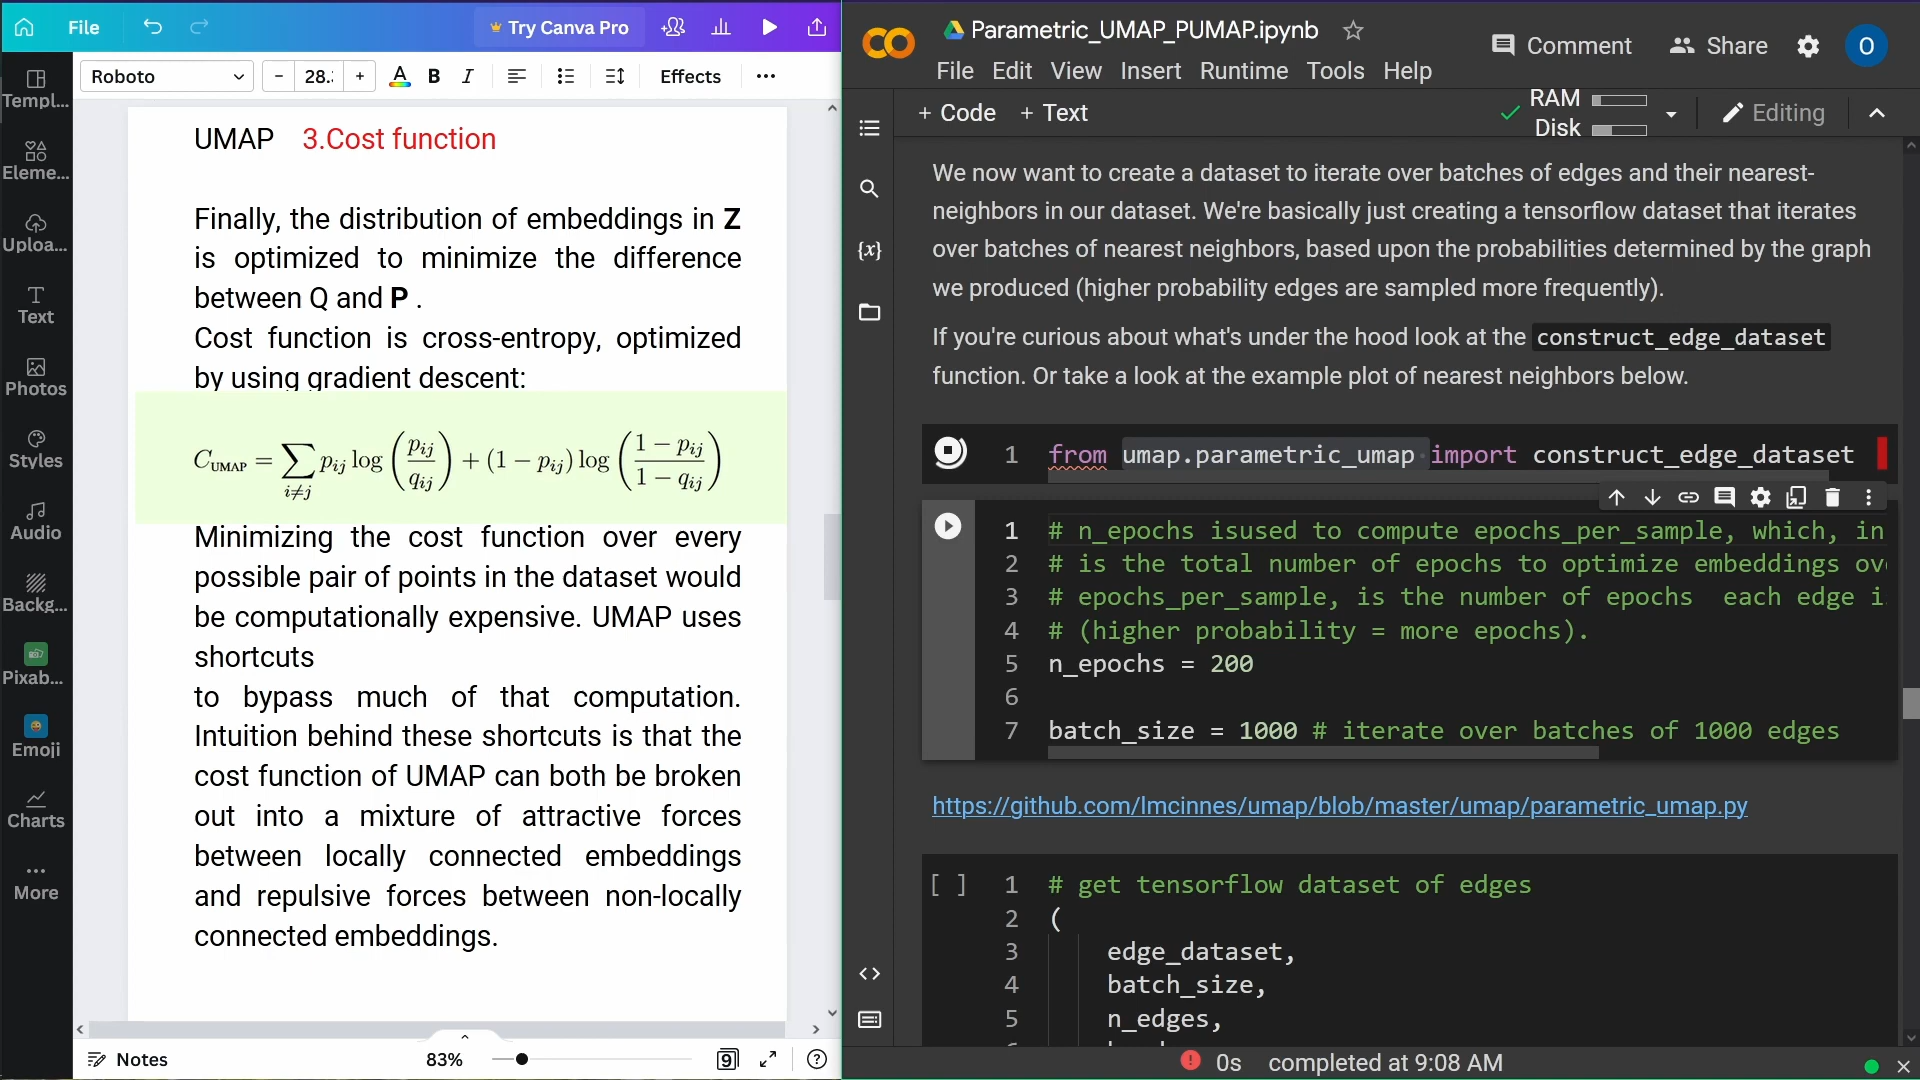 File
Try Canva Pro
Roboto
- 28.: +
A B I
Effects
Templ...
Eleme...
Uploa...
Text
Photos
Styles
Audio
Backg...
Pixab...
Emoji
Charts
More
UMAP 3.Cost function
Finally, the distribution of embeddings in Z
is optimized to minimize the difference
between Q and P .
Cost function is cross-entropy, optimized
by using gradient descent:
C_UMAP = ∑_{i≠j} p_ij log (p_ij / q_ij) + (1 − p_ij) log ((1 − p_ij) / (1 − q_ij))
Minimizing the cost function over every
possible pair of points in the dataset would
be computationally expensive. UMAP uses
shortcuts
to bypass much of that computation.
Intuition behind these shortcuts is that the
cost function of UMAP can both be broken
out into a mixture of attractive forces
between locally connected embeddings
and repulsive forces between non-locally
connected embeddings.
Notes
83%
9
?
Parametric_UMAP_PUMAP.ipynb
Comment
Share
O
File Edit View Insert Runtime Tools Help
+ Code + Text
RAM
Disk
Editing
{x}
We now want to create a dataset to iterate over batches of edges and their nearest-
neighbors in our dataset. We're basically just creating a tensorflow dataset that iterates
over batches of nearest neighbors, based upon the probabilities determined by the graph
we produced (higher probability edges are sampled more frequently).
If you're curious about what's under the hood look at the construct_edge_dataset
function. Or take a look at the example plot of nearest neighbors below.
1 from umap.parametric_umap import construct_edge_dataset
1 # n_epochs isused to compute epochs_per_sample, which, in
2 # is the total number of epochs to optimize embeddings ov
3 # epochs_per_sample, is the number of epochs  each edge i
4 # (higher probability = more epochs).
5 n_epochs = 200
6
7 batch_size = 1000 # iterate over batches of 1000 edges
https://github.com/lmcinnes/umap/blob/master/umap/parametric_umap.py
[ ] 1 # get tensorflow dataset of edges
2 (
3 edge_dataset,
4 batch_size,
5 n_edges,
0s completed at 9:08 AM